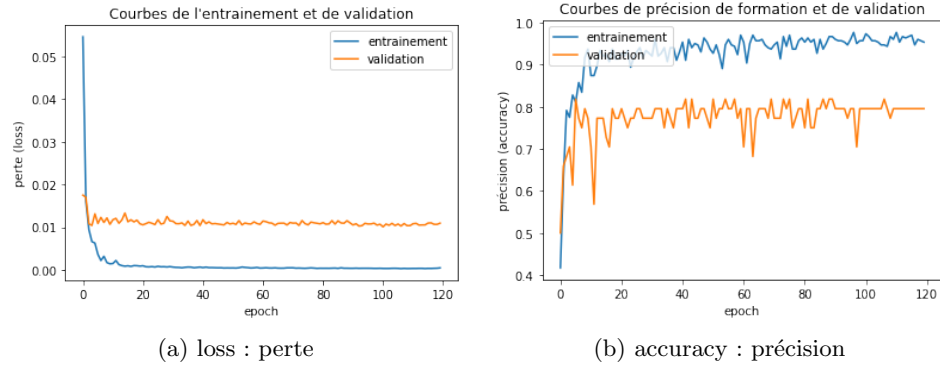 Courbes de l'entrainement et de validation
perte (loss)
0.05
0.04
0.03
0.02
0.01
0.00
entrainement
validation
0 20 40 60 80 100 120
epoch
(a) loss : perte
Courbes de précision de formation et de validation
précision (accuracy)
1.0
0.9
0.8
0.7
0.6
0.5
0.4
entrainement
validation
0 20 40 60 80 100 120
epoch
(b) accuracy : précision